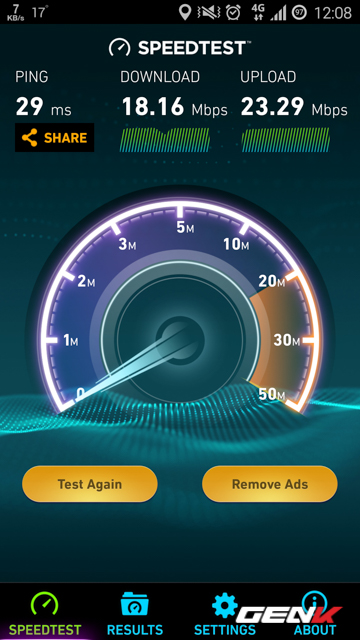 7 KB/s 17° 4G 97 12:08
SPEEDTEST™
PING DOWNLOAD UPLOAD
29 ms 18.16 Mbps 23.29 Mbps
SHARE
5M
3M 10M
2M 20M
1M 30M
0 50M
Test Again Remove Ads
SPEEDTEST RESULTS SETTINGS ABOUT
GENK